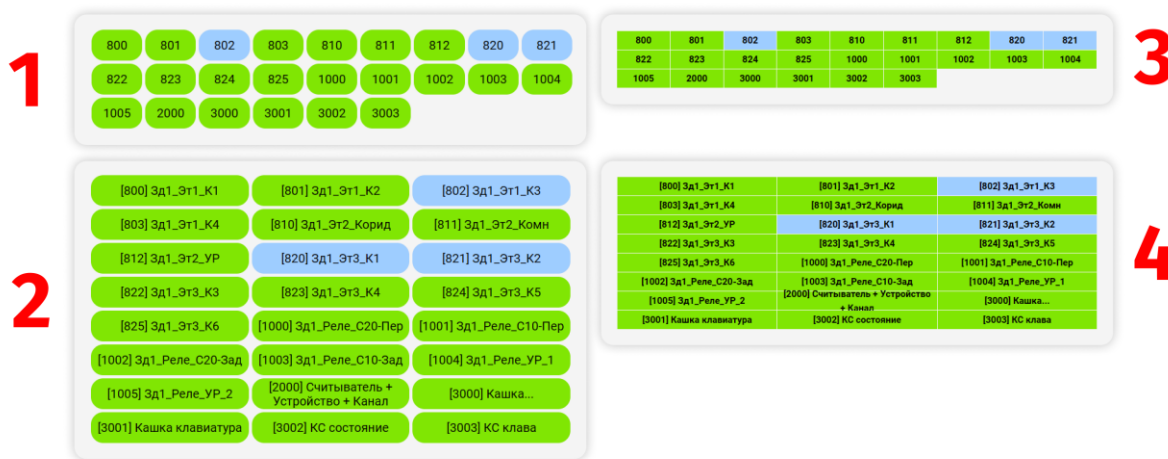 1
800 801 802 803 810 811 812 820 821
822 823 824 825 1000 1001 1002 1003 1004
1005 2000 3000 3001 3002 3003
2
[800] Зд1_Эт1_К1 [801] Зд1_Эт1_К2 [802] Зд1_Эт1_К3
[803] Зд1_Эт1_К4 [810] Зд1_Эт2_Корид [811] Зд1_Эт2_Комн
[812] Зд1_Эт2_УР [820] Зд1_Эт3_К1 [821] Зд1_Эт3_К2
[822] Зд1_Эт3_К3 [823] Зд1_Эт3_К4 [824] Зд1_Эт3_К5
[825] Зд1_Эт3_К6 [1000] Зд1_Реле_С20-Пер [1001] Зд1_Реле_С10-Пер
[1002] Зд1_Реле_С20-Зад [1003] Зд1_Реле_С10-Зад [1004] Зд1_Реле_УР_1
[1005] Зд1_Реле_УР_2 [2000] Считыватель + [3000] Кашка...
Устройство + Канал
[3001] Кашка клавиатура [3002] КС состояние [3003] КС клава
3
800 801 802 803 810 811 812 820 821
822 823 824 825 1000 1001 1002 1003 1004
1005 2000 3000 3001 3002 3003
4
[800] Зд1_Эт1_К1 [801] Зд1_Эт1_К2 [802] Зд1_Эт1_К3
[803] Зд1_Эт1_К4 [810] Зд1_Эт2_Корид [811] Зд1_Эт2_Комн
[812] Зд1_Эт2_УР [820] Зд1_Эт3_К1 [821] Зд1_Эт3_К2
[822] Зд1_Эт3_К3 [823] Зд1_Эт3_К4 [824] Зд1_Эт3_К5
[825] Зд1_Эт3_К6 [1000] Зд1_Реле_С20-Пер [1001] Зд1_Реле_С10-Пер
[1002] Зд1_Реле_С20-Зад [1003] Зд1_Реле_С10-Зад [1004] Зд1_Реле_УР_1
[1005] Зд1_Реле_УР_2 [2000] Считыватель + Устройство [3000] Кашка...
+ Канал
[3001] Кашка клавиатура [3002] КС состояние [3003] КС клава